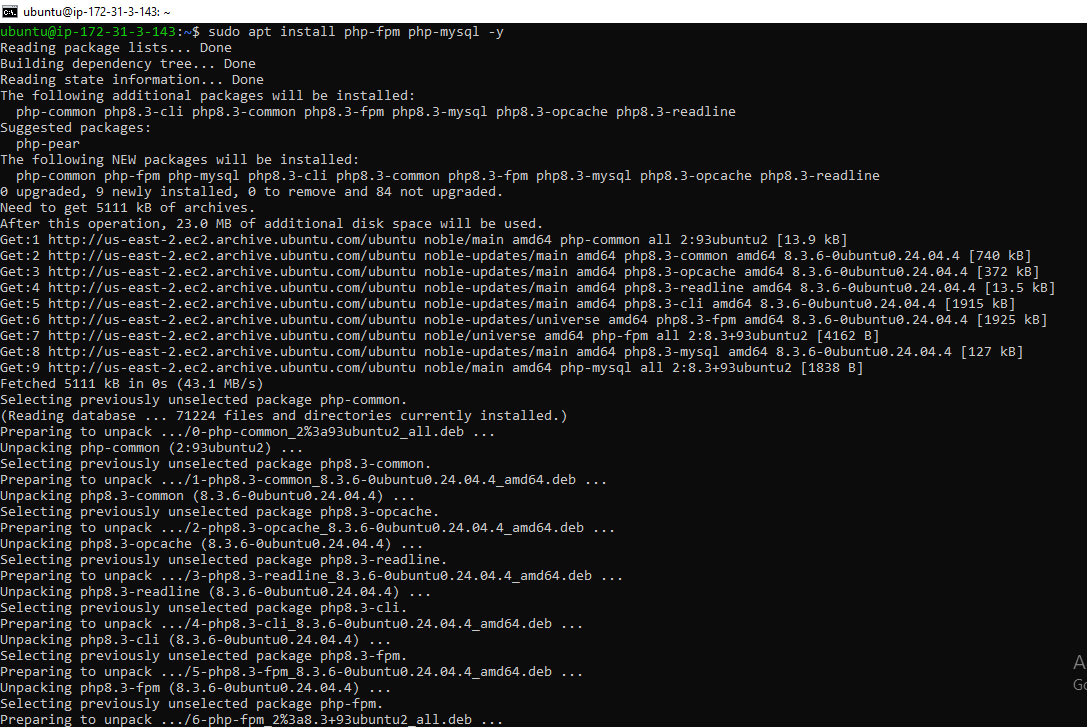 ubuntu@ip-172-31-3-143: ~
ubuntu@ip-172-31-3-143:~$ sudo apt install php-fpm php-mysql -y
Reading package lists... Done
Building dependency tree... Done
Reading state information... Done
The following additional packages will be installed:
  php-common php8.3-cli php8.3-common php8.3-fpm php8.3-mysql php8.3-opcache php8.3-readline
Suggested packages:
  php-pear
The following NEW packages will be installed:
  php-common php-fpm php-mysql php8.3-cli php8.3-common php8.3-fpm php8.3-mysql php8.3-opcache php8.3-readline
0 upgraded, 9 newly installed, 0 to remove and 84 not upgraded.
Need to get 5111 kB of archives.
After this operation, 23.0 MB of additional disk space will be used.
Get:1 http://us-east-2.ec2.archive.ubuntu.com/ubuntu noble/main amd64 php-common all 2:93ubuntu2 [13.9 kB]
Get:2 http://us-east-2.ec2.archive.ubuntu.com/ubuntu noble-updates/main amd64 php8.3-common amd64 8.3.6-0ubuntu0.24.04.4 [740 kB]
Get:3 http://us-east-2.ec2.archive.ubuntu.com/ubuntu noble-updates/main amd64 php8.3-opcache amd64 8.3.6-0ubuntu0.24.04.4 [372 kB]
Get:4 http://us-east-2.ec2.archive.ubuntu.com/ubuntu noble-updates/main amd64 php8.3-readline amd64 8.3.6-0ubuntu0.24.04.4 [13.5 kB]
Get:5 http://us-east-2.ec2.archive.ubuntu.com/ubuntu noble-updates/main amd64 php8.3-cli amd64 8.3.6-0ubuntu0.24.04.4 [1915 kB]
Get:6 http://us-east-2.ec2.archive.ubuntu.com/ubuntu noble-updates/universe amd64 php8.3-fpm amd64 8.3.6-0ubuntu0.24.04.4 [1925 kB]
Get:7 http://us-east-2.ec2.archive.ubuntu.com/ubuntu noble/universe amd64 php-fpm all 2:8.3+93ubuntu2 [4162 B]
Get:8 http://us-east-2.ec2.archive.ubuntu.com/ubuntu noble-updates/main amd64 php8.3-mysql amd64 8.3.6-0ubuntu0.24.04.4 [127 kB]
Get:9 http://us-east-2.ec2.archive.ubuntu.com/ubuntu noble/main amd64 php-mysql all 2:8.3+93ubuntu2 [1838 B]
Fetched 5111 kB in 0s (43.1 MB/s)
Selecting previously unselected package php-common.
(Reading database ... 71224 files and directories currently installed.)
Preparing to unpack .../0-php-common_2%3a93ubuntu2_all.deb ...
Unpacking php-common (2:93ubuntu2) ...
Selecting previously unselected package php8.3-common.
Preparing to unpack .../1-php8.3-common_8.3.6-0ubuntu0.24.04.4_amd64.deb ...
Unpacking php8.3-common (8.3.6-0ubuntu0.24.04.4) ...
Selecting previously unselected package php8.3-opcache.
Preparing to unpack .../2-php8.3-opcache_8.3.6-0ubuntu0.24.04.4_amd64.deb ...
Unpacking php8.3-opcache (8.3.6-0ubuntu0.24.04.4) ...
Selecting previously unselected package php8.3-readline.
Preparing to unpack .../3-php8.3-readline_8.3.6-0ubuntu0.24.04.4_amd64.deb ...
Unpacking php8.3-readline (8.3.6-0ubuntu0.24.04.4) ...
Selecting previously unselected package php8.3-cli.
Preparing to unpack .../4-php8.3-cli_8.3.6-0ubuntu0.24.04.4_amd64.deb ...
Unpacking php8.3-cli (8.3.6-0ubuntu0.24.04.4) ...
Selecting previously unselected package php8.3-fpm.
Preparing to unpack .../5-php8.3-fpm_8.3.6-0ubuntu0.24.04.4_amd64.deb ...
Unpacking php8.3-fpm (8.3.6-0ubuntu0.24.04.4) ...
Selecting previously unselected package php-fpm.
Preparing to unpack .../6-php-fpm_2%3a8.3+93ubuntu2_all.deb ...